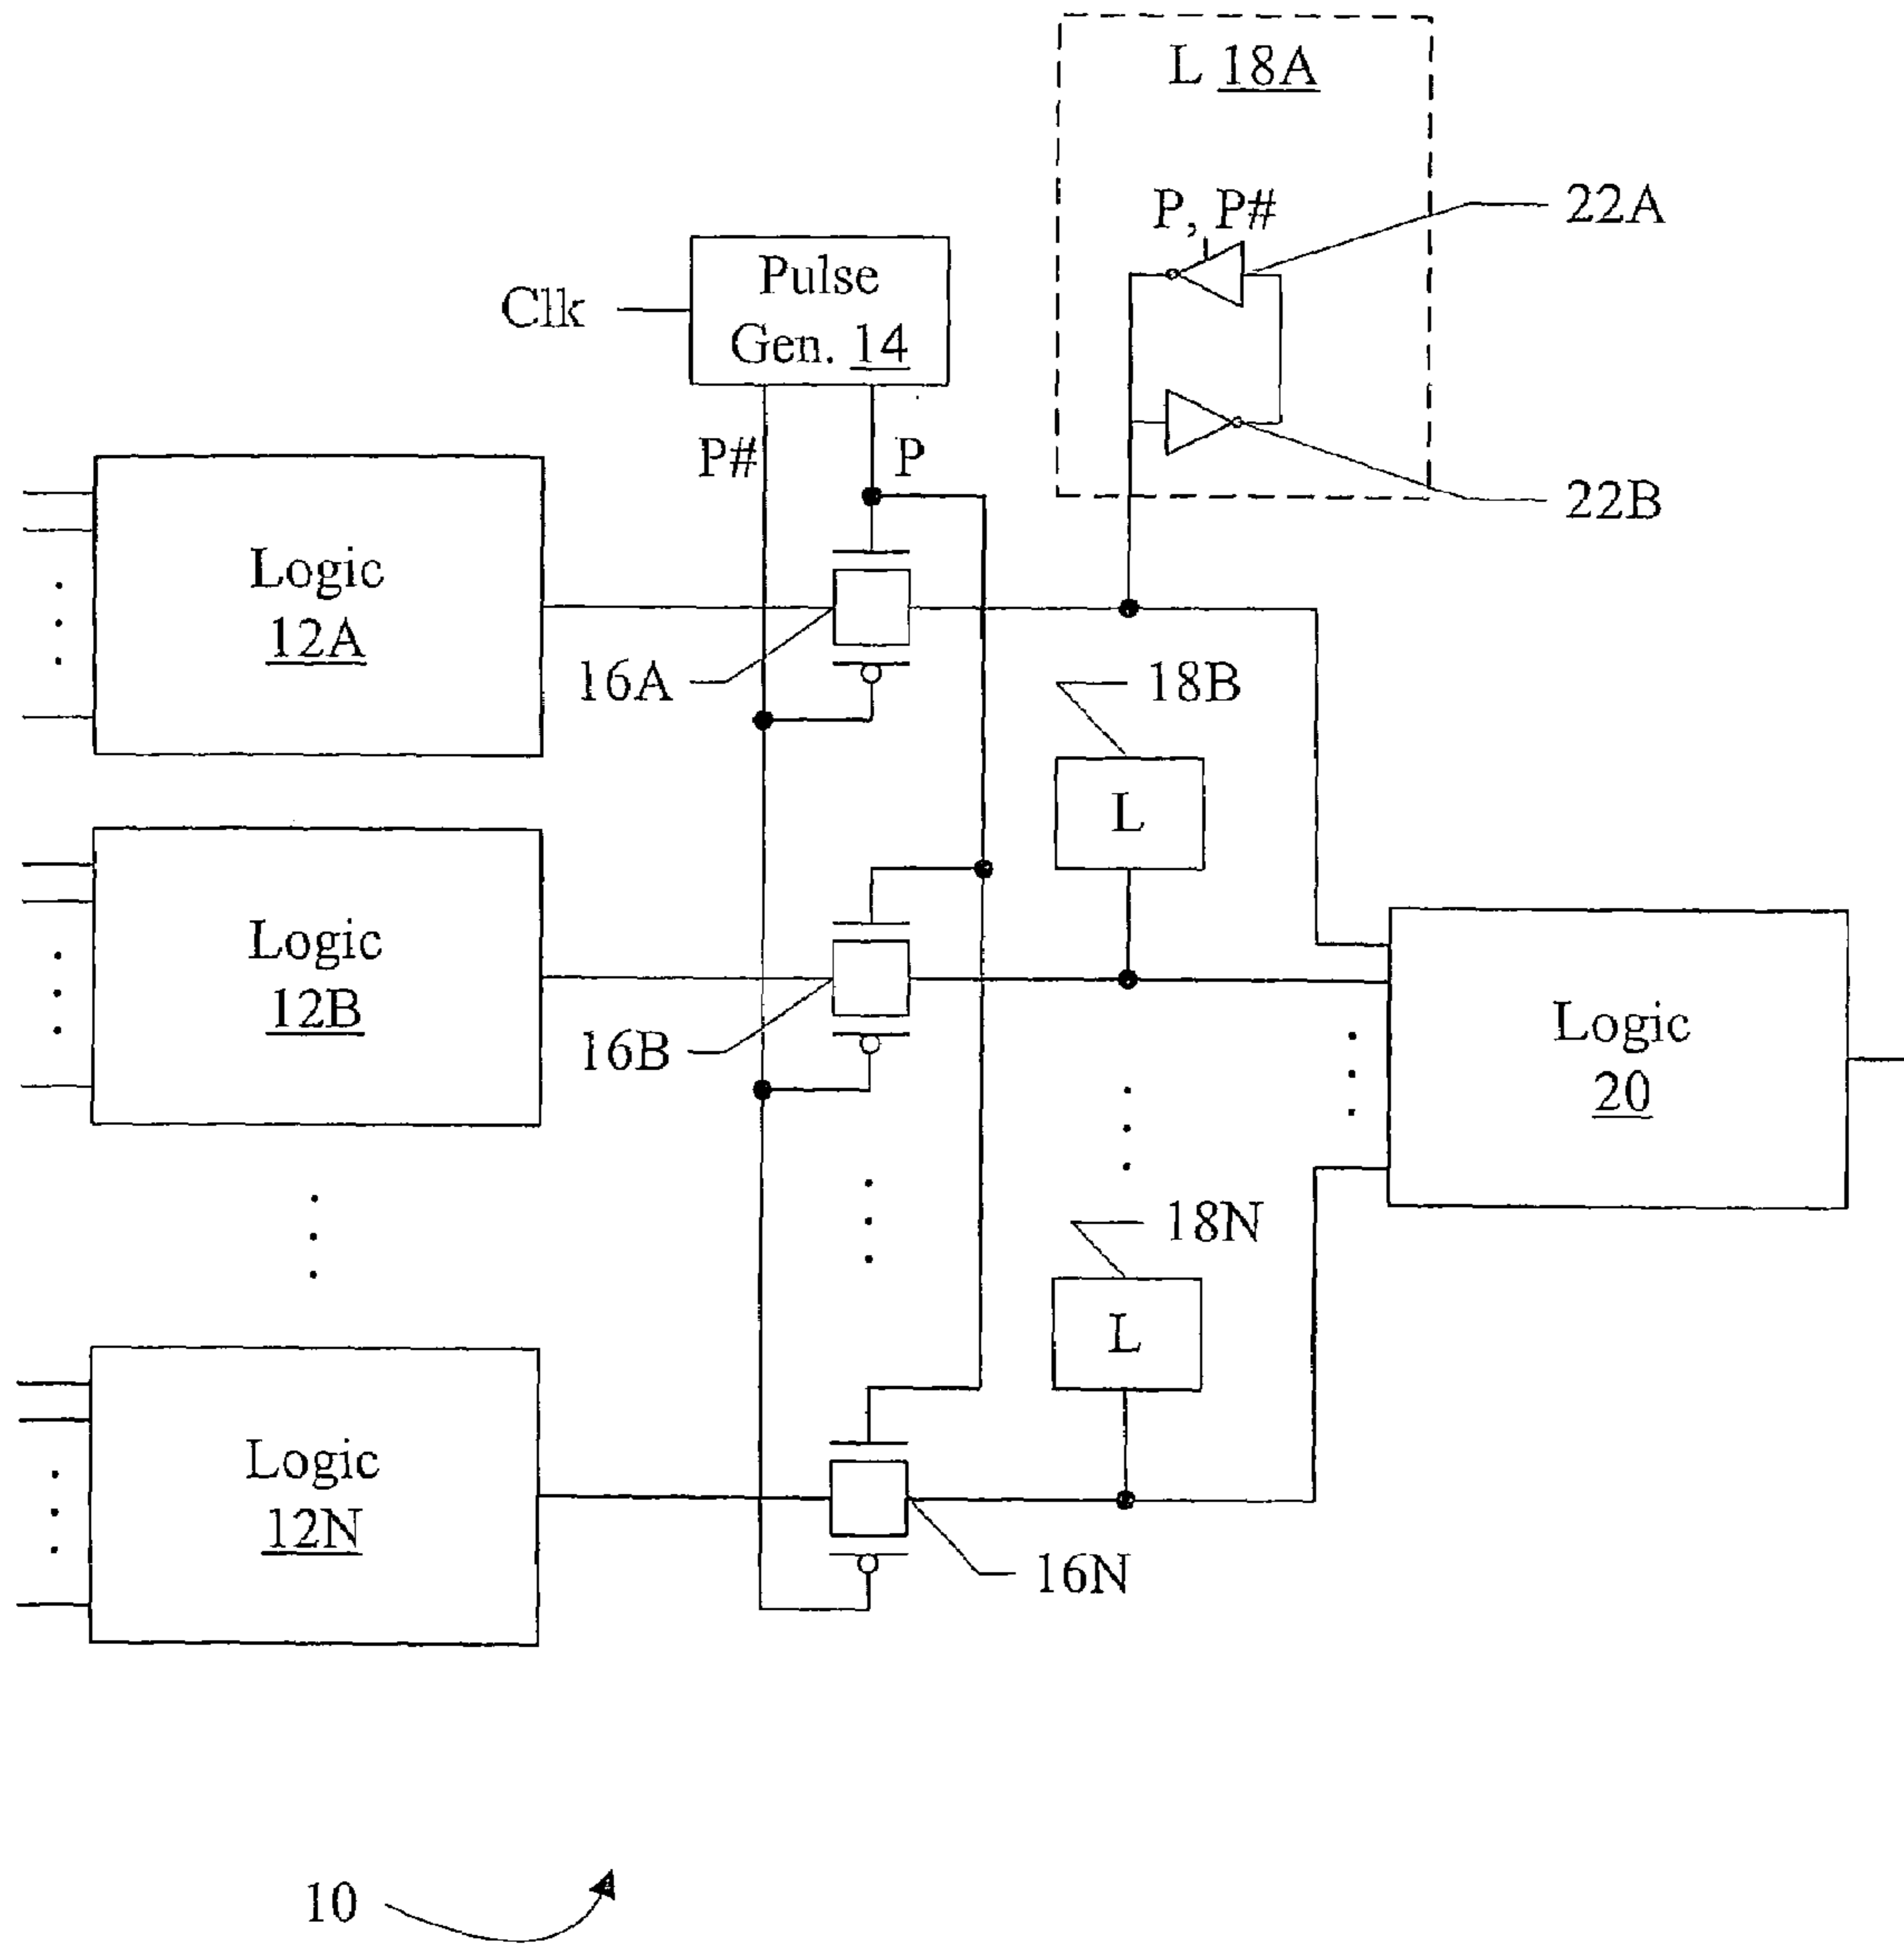 L 18A
P, P#
22A
Pulse
Gen. 14
Clk
P#
P
22B
Logic
12A
16A
18B
L
Logic
12B
16B
Logic
20
18N
L
Logic
12N
16N
10